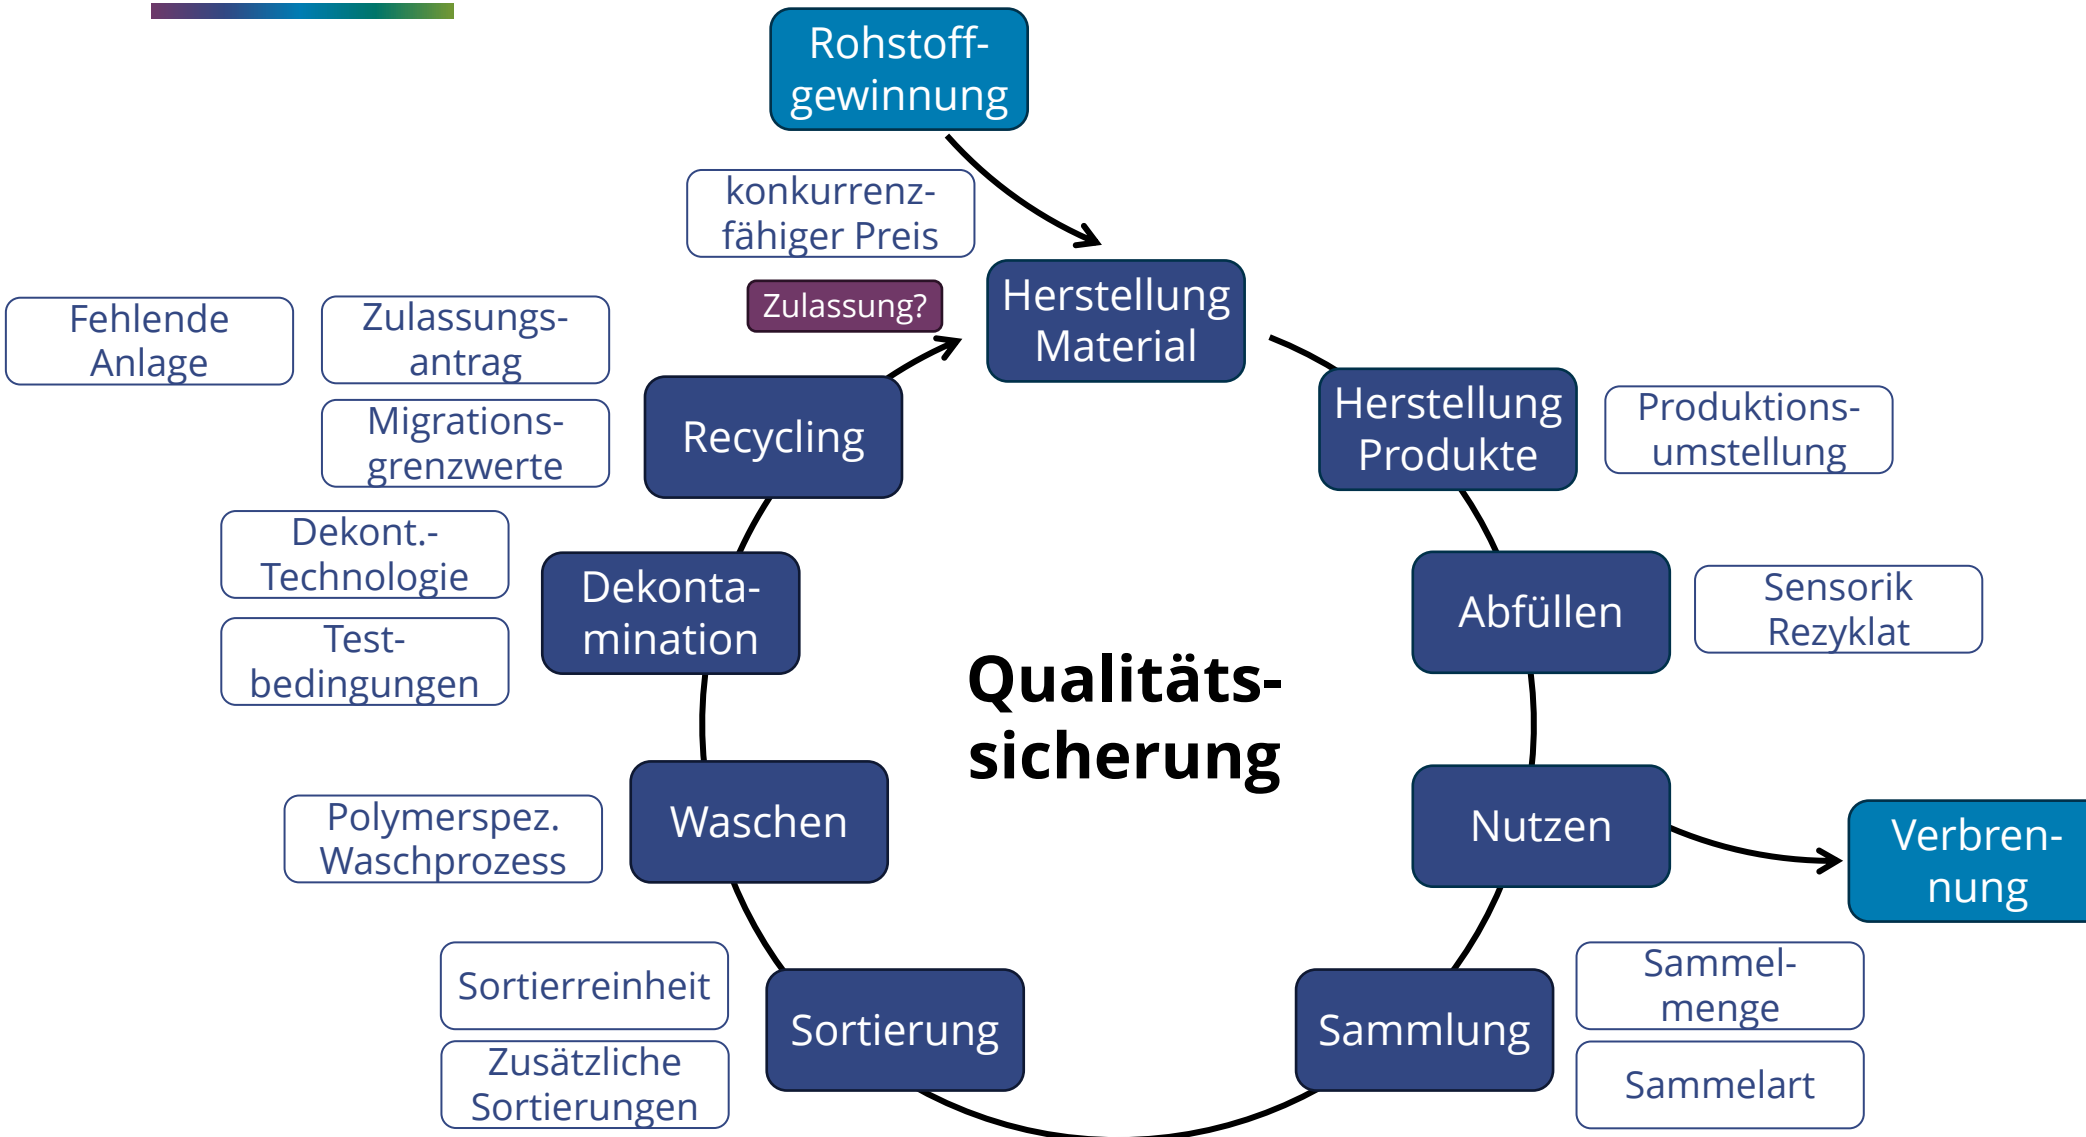 Rohstoff-
gewinnung
konkurrenz-
fähiger Preis
Zulassung?
Herstellung
Material
Fehlende
Anlage
Zulassungs-
antrag
Migrations-
grenzwerte
Recycling
Herstellung
Produkte
Produktions-
umstellung
Dekont.-
Technologie
Test-
bedingungen
Dekonta-
mination
Abfüllen
Sensorik
Rezyklat
Qualitäts-
sicherung
Polymerspez.
Waschprozess
Waschen
Nutzen
Verbren-
nung
Sortierreinheit
Zusätzliche
Sortierungen
Sortierung
Sammlung
Sammel-
menge
Sammelart